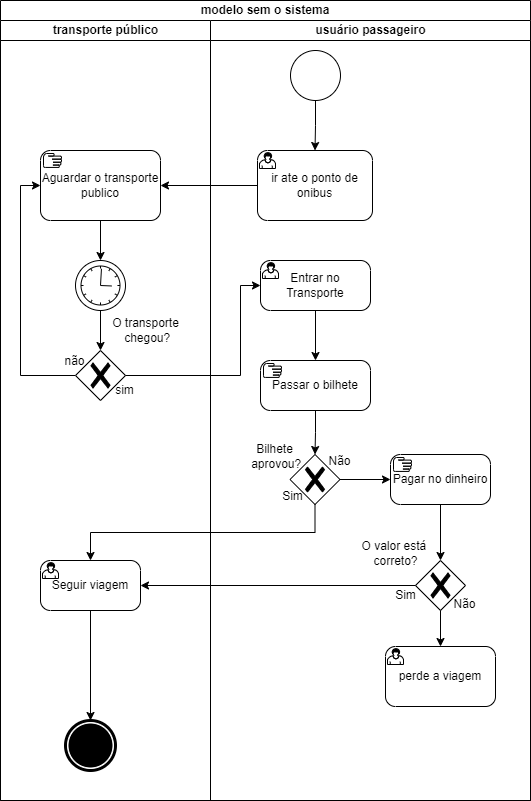 modelo sem o sistema
transporte público
usuário passageiro
Aguardar o transporte
publico
ir ate o ponto de
onibus
Entrar no
Transporte
O transporte
chegou?
não
sim
Passar o bilhete
Bilhete
aprovou?
Não
Sim
Pagar no dinheiro
O valor está
correto?
Sim
Não
Seguir viagem
perde a viagem